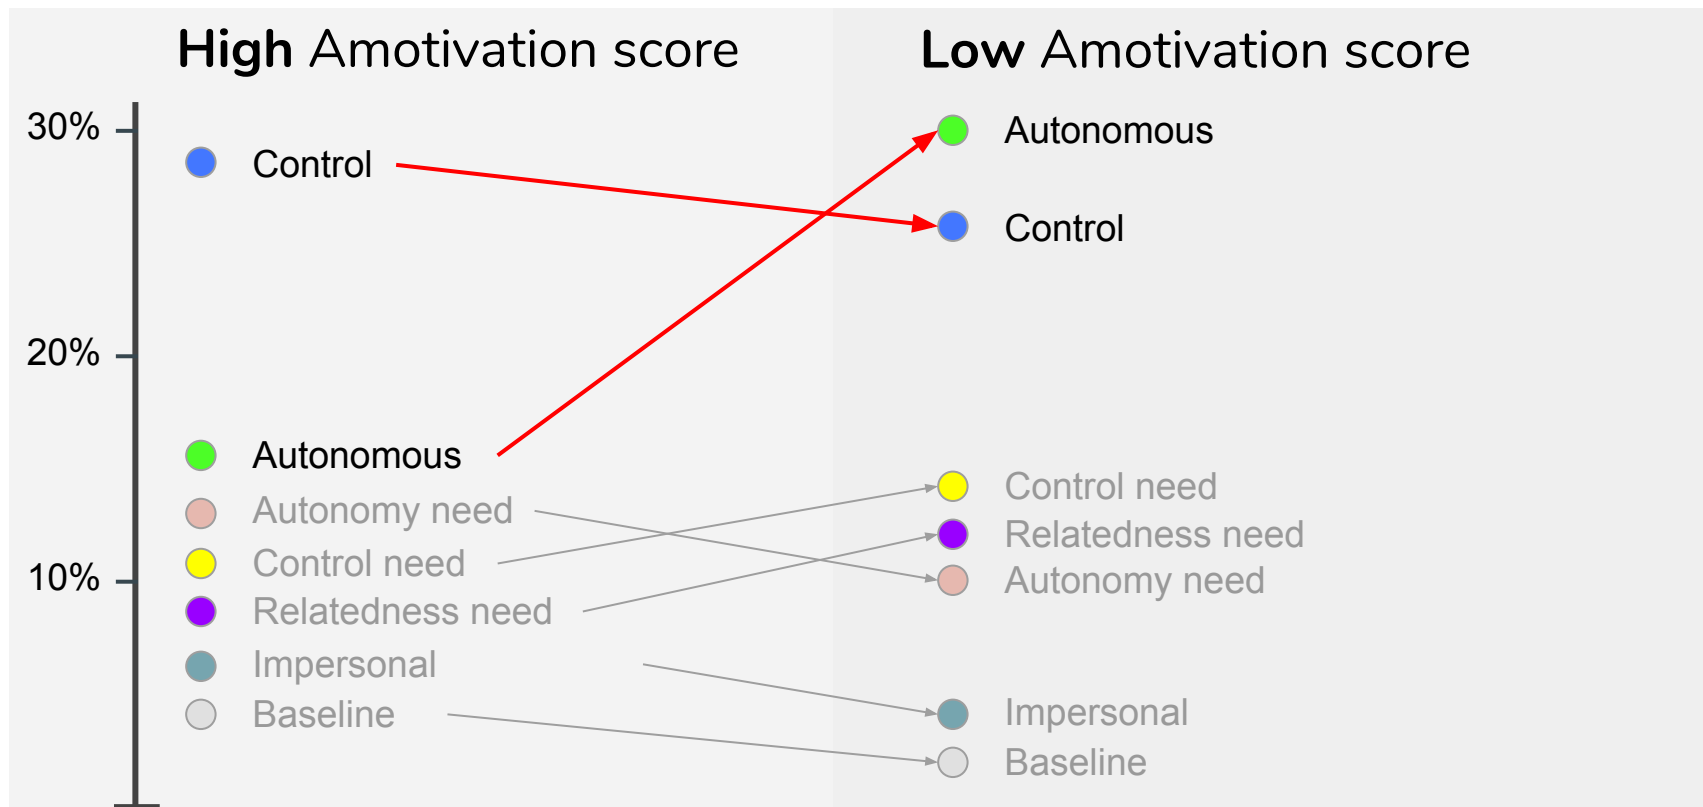 High Amotivation score
Low Amotivation score
30%
20%
10%
Control
Autonomous
Autonomy need
Control need
Relatedness need
Impersonal
Baseline
Autonomous
Control
Control need
Relatedness need
Autonomy need
Impersonal
Baseline